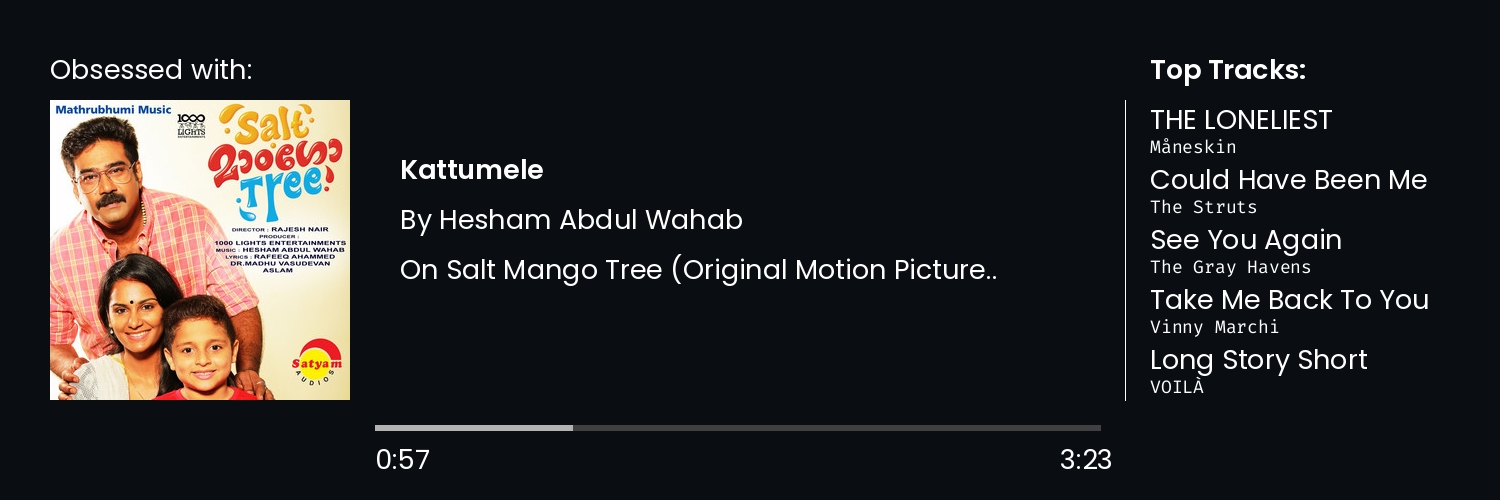 Obsessed with:
Mathrubhumi Music
1000
LIGHTS
ENTERTAINMENTS
Salt
മാംഗോ
Tree
DIRECTOR : RAJESH NAIR
PRODUCER :
1000 LIGHTS ENTERTAINMENTS
MUSIC : HESHAM ABDUL WAHAB
LYRICS : RAFEEQ AHAMMED
DR.MADHU VASUDEVAN
ASLAM
Satyam
AUDIOS
Kattumele
By Hesham Abdul Wahab
On Salt Mango Tree (Original Motion Picture..
0:57
3:23
Top Tracks:
THE LONELIEST
Måneskin
Could Have Been Me
The Struts
See You Again
The Gray Havens
Take Me Back To You
Vinny Marchi
Long Story Short
VOILÀ